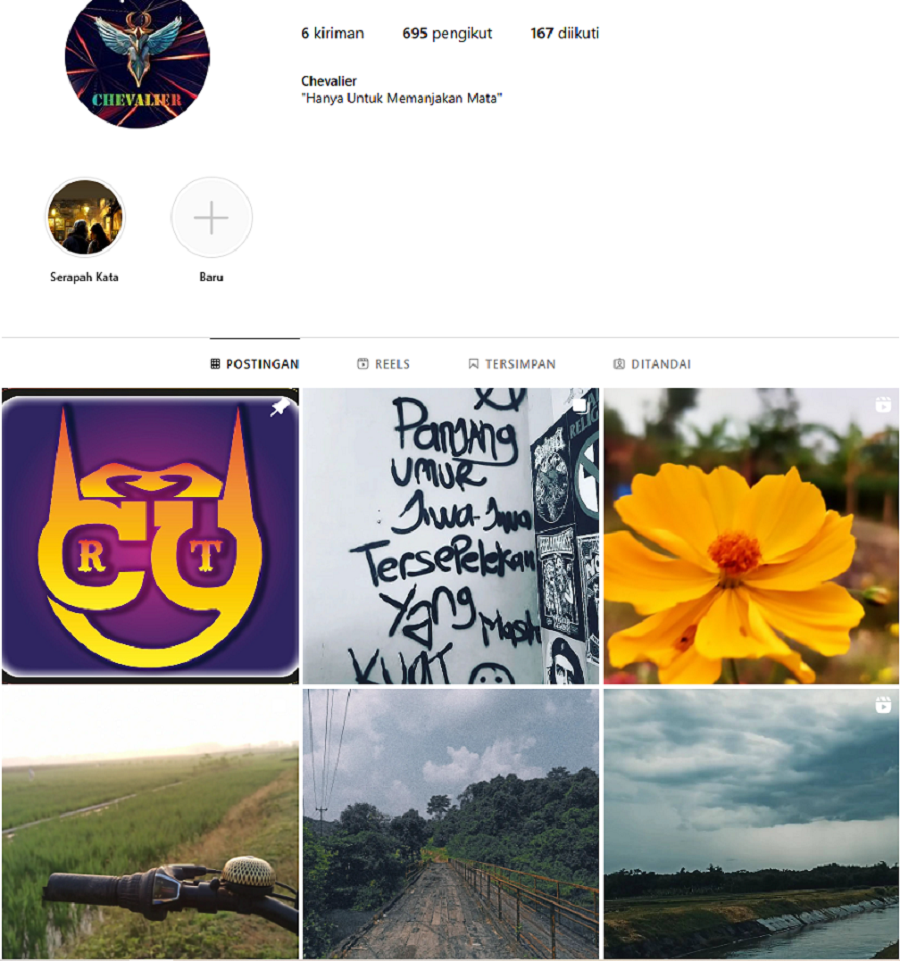 CHEVALIER
6 kiriman 695 pengikut 167 diikuti
Chevalier
"Hanya Untuk Memanjakan Mata"
Serapah Kata
Baru
POSTINGAN REELS TERSIMPAN DITANDAI
CU
R T
Panjang
umur
Jiwa-Jiwa
Tersepelekan
Yang
Masih
KUAT